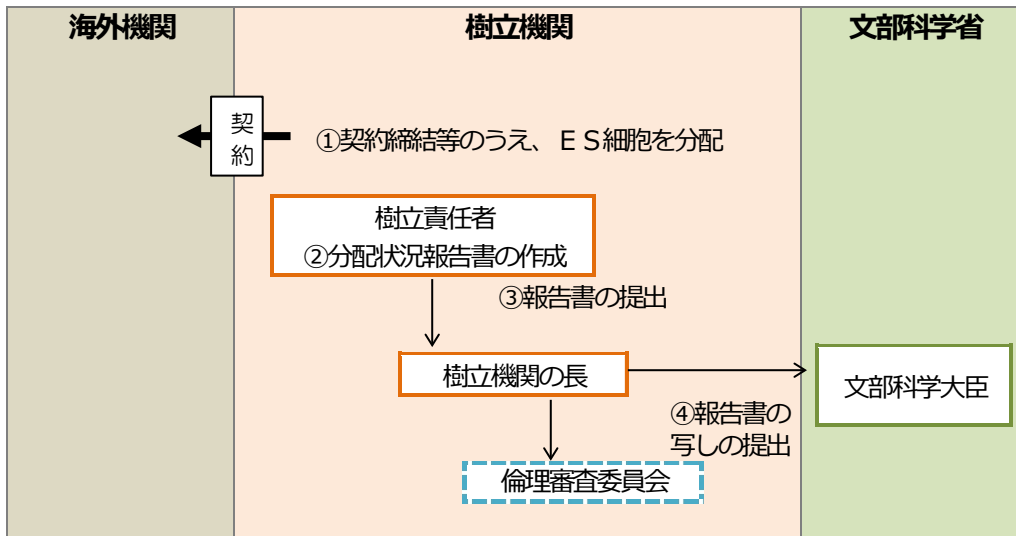 海外機関
樹立機関
文部科学省
契
約
①契約締結等のうえ、ＥＳ細胞を分配
樹立責任者
②分配状況報告書の作成
③報告書の提出
樹立機関の長
文部科学大臣
④報告書の
写しの提出
倫理審査委員会